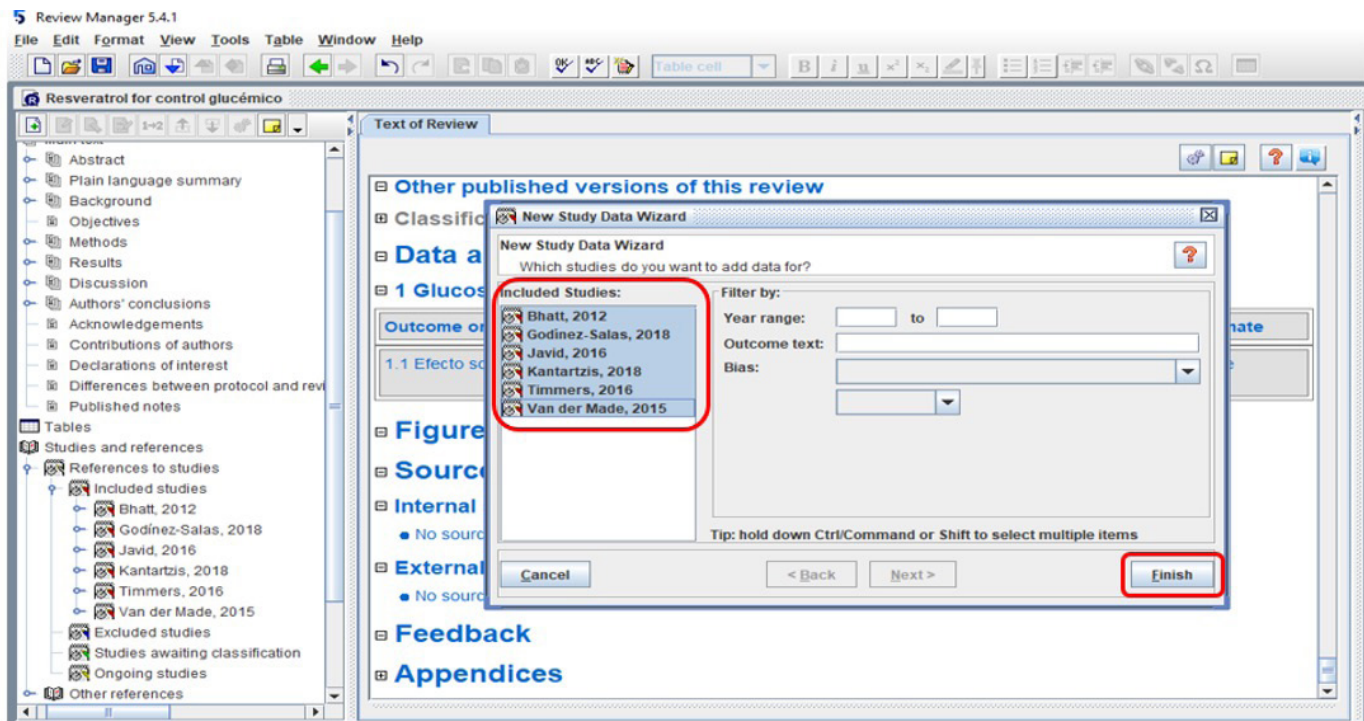 5 Review Manager 5.4.1
File Edit Format View Tools Table Window Help
Table cell B i u x² x₂ Ω
Resveratrol for control glucémico
1→2
Text of Review
Main text
Abstract
Plain language summary
Background
Objectives
Methods
Results
Discussion
Authors' conclusions
Acknowledgements
Contributions of authors
Declarations of interest
Differences between protocol and revi
Published notes
Tables
Studies and references
References to studies
Included studies
Bhatt, 2012
Godínez-Salas, 2018
Javid, 2016
Kantartzis, 2018
Timmers, 2016
Van der Made, 2015
Excluded studies
Studies awaiting classification
Ongoing studies
Other references
Other published versions of this review
Classific
Data a
1 Glucos
Outcome or
nate
1.1 Efecto so
e
Figure
Source
Internal
No sourc
External
No sourc
Feedback
Appendices
New Study Data Wizard
New Study Data Wizard
Which studies do you want to add data for?
Included Studies:
Bhatt, 2012
Godínez-Salas, 2018
Javid, 2016
Kantartzis, 2018
Timmers, 2016
Van der Made, 2015
Filter by:
Year range: to
Outcome text:
Bias:
Tip: hold down Ctrl/Command or Shift to select multiple items
Cancel < Back Next > Finish